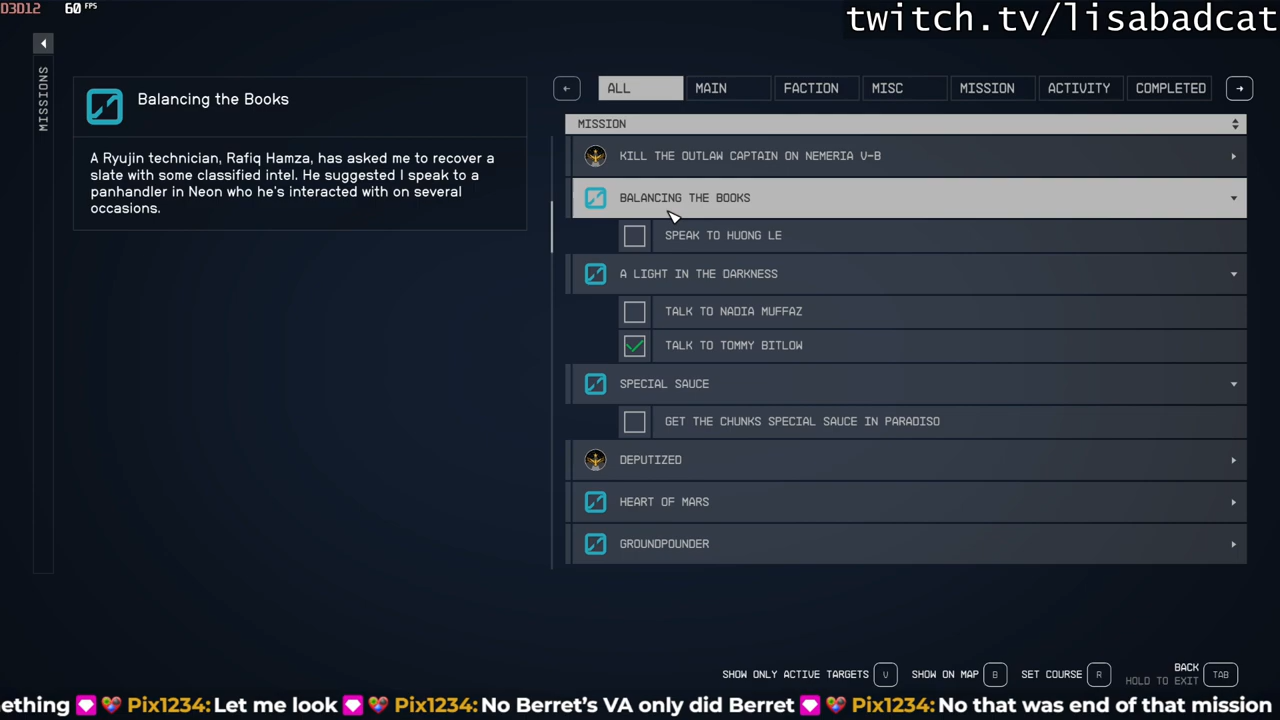 D3D12 60 FPS
twitch.tv/lisabadcat
MISSIONS
Balancing the Books
A Ryujin technician, Rafiq Hamza, has asked me to recover a
slate with some classified intel. He suggested I speak to a
panhandler in Neon who he's interacted with on several
occasions.
ALL MAIN FACTION MISC MISSION ACTIVITY COMPLETED
MISSION
KILL THE OUTLAW CAPTAIN ON NEMERIA V-B
BALANCING THE BOOKS
SPEAK TO HUONG LE
A LIGHT IN THE DARKNESS
TALK TO NADIA MUFFAZ
TALK TO TOMMY BITLOW
SPECIAL SAUCE
GET THE CHUNKS SPECIAL SAUCE IN PARADISO
DEPUTIZED
HEART OF MARS
GROUNDPOUNDER
SHOW ONLY ACTIVE TARGETS V SHOW ON MAP B SET COURSE R BACK TAB
HOLD TO EXIT
mething Pix1234: Let me look Pix1234: No Berret's VA only did Berret Pix1234: No that was end of that mission